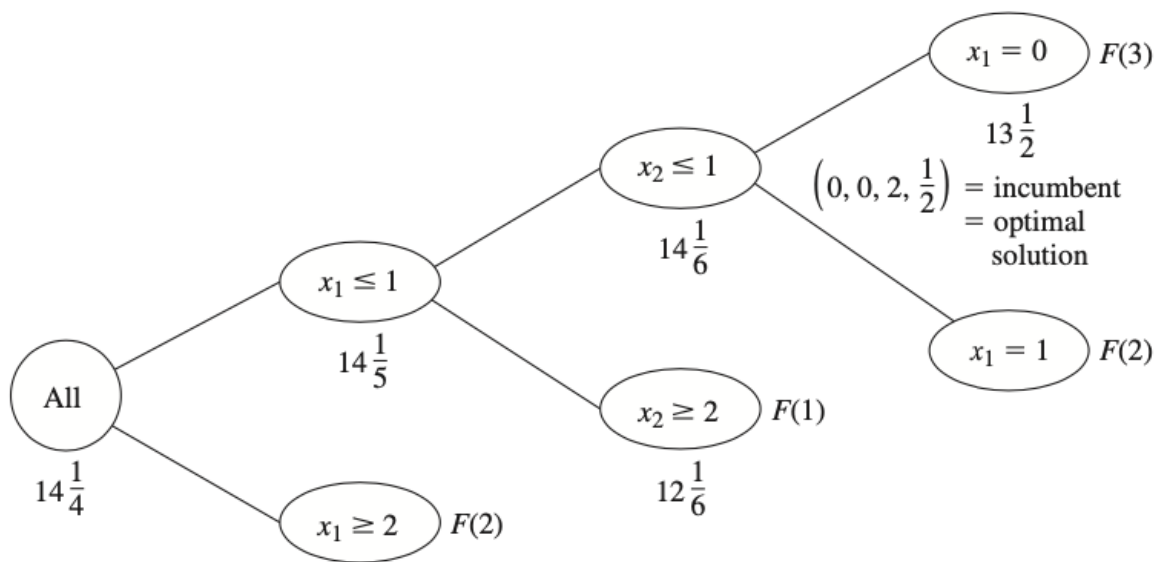 All
14 1/4
x₁ ≤ 1
14 1/5
x₁ ≥ 2 F(2)
x₂ ≤ 1
14 1/6
x₂ ≥ 2 F(1)
12 1/6
x₁ = 0 F(3)
13 1/2
(0, 0, 2, 1/2) = incumbent
= optimal
solution
x₁ = 1 F(2)